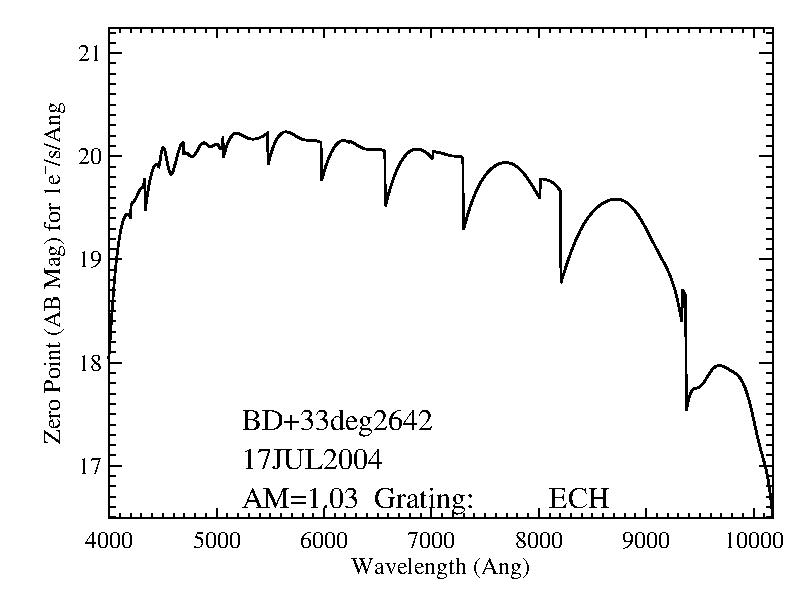 21
20
19
18
17
Zero Point (AB Mag) for 1e⁻/s/Ang
BD+33deg2642
17JUL2004
AM=1.03 Grating: ECH
4000 5000 6000 7000 8000 9000 10000
Wavelength (Ang)